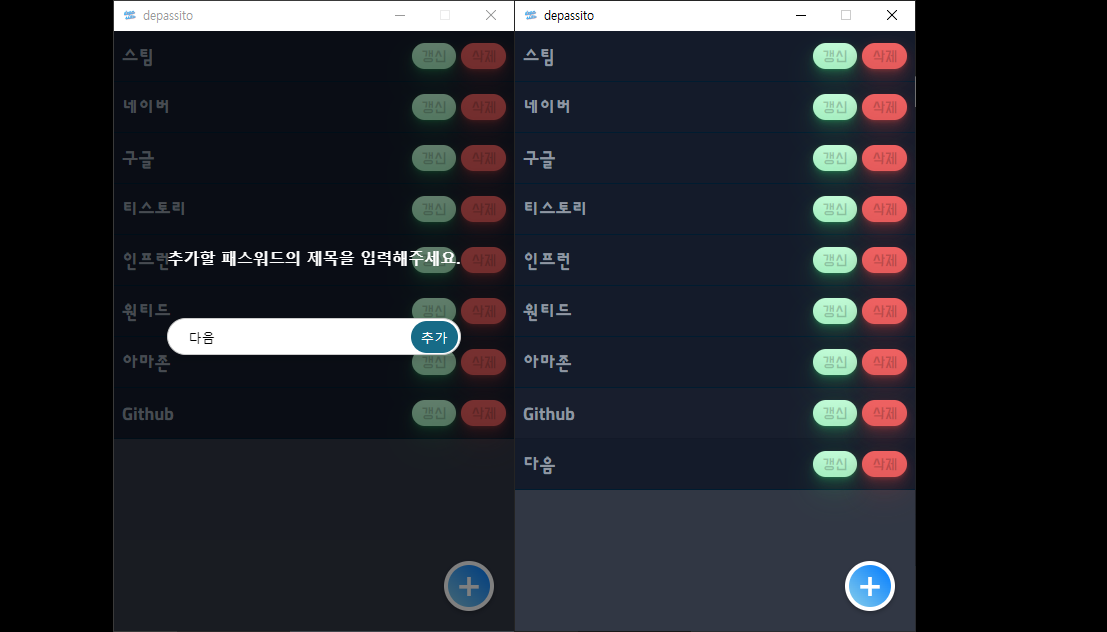 depassito
스팀 갱신 삭제
네이버 갱신 삭제
구글 갱신 삭제
티스토리 갱신 삭제
인프런 갱신 삭제
추가할 패스워드의 제목을 입력해주세요.
원티드 갱신 삭제
다음 추가
아마존 갱신 삭제
Github 갱신 삭제
depassito
스팀 갱신 삭제
네이버 갱신 삭제
구글 갱신 삭제
티스토리 갱신 삭제
인프런 갱신 삭제
원티드 갱신 삭제
아마존 갱신 삭제
Github 갱신 삭제
다음 갱신 삭제